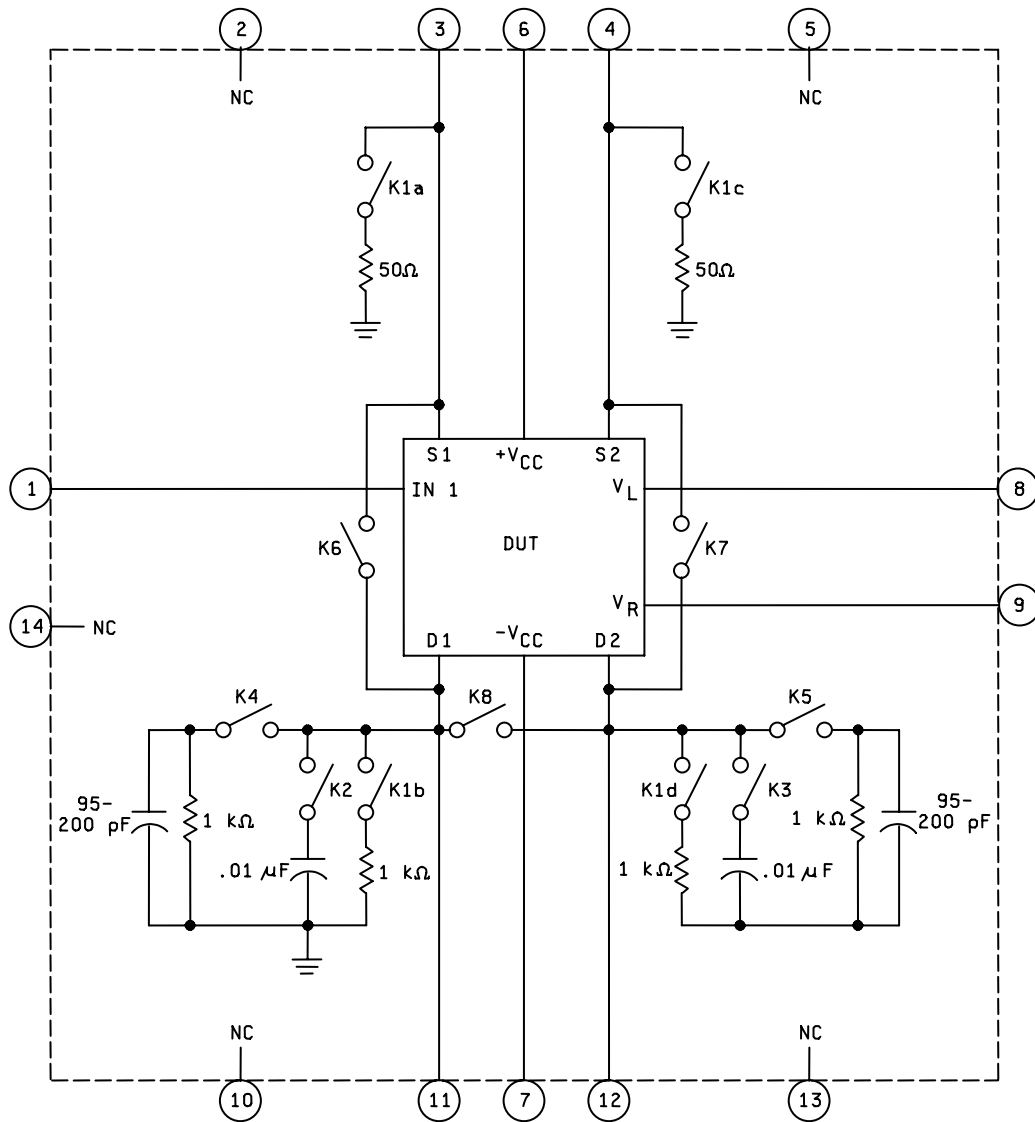 2
3
6
4
5
NC
NC
K1a
K1c
50Ω
50Ω
S1
+VCC
S2
1
IN 1
VL
8
K6
DUT
K7
VR
9
14
NC
D1
-VCC
D2
K4
K8
K5
K2
K1b
K1d
K3
95-
200 pF
1 kΩ
1 kΩ
95-
200 pF
.01 μF
1 kΩ
1 kΩ
.01 μF
NC
NC
10
11
7
12
13